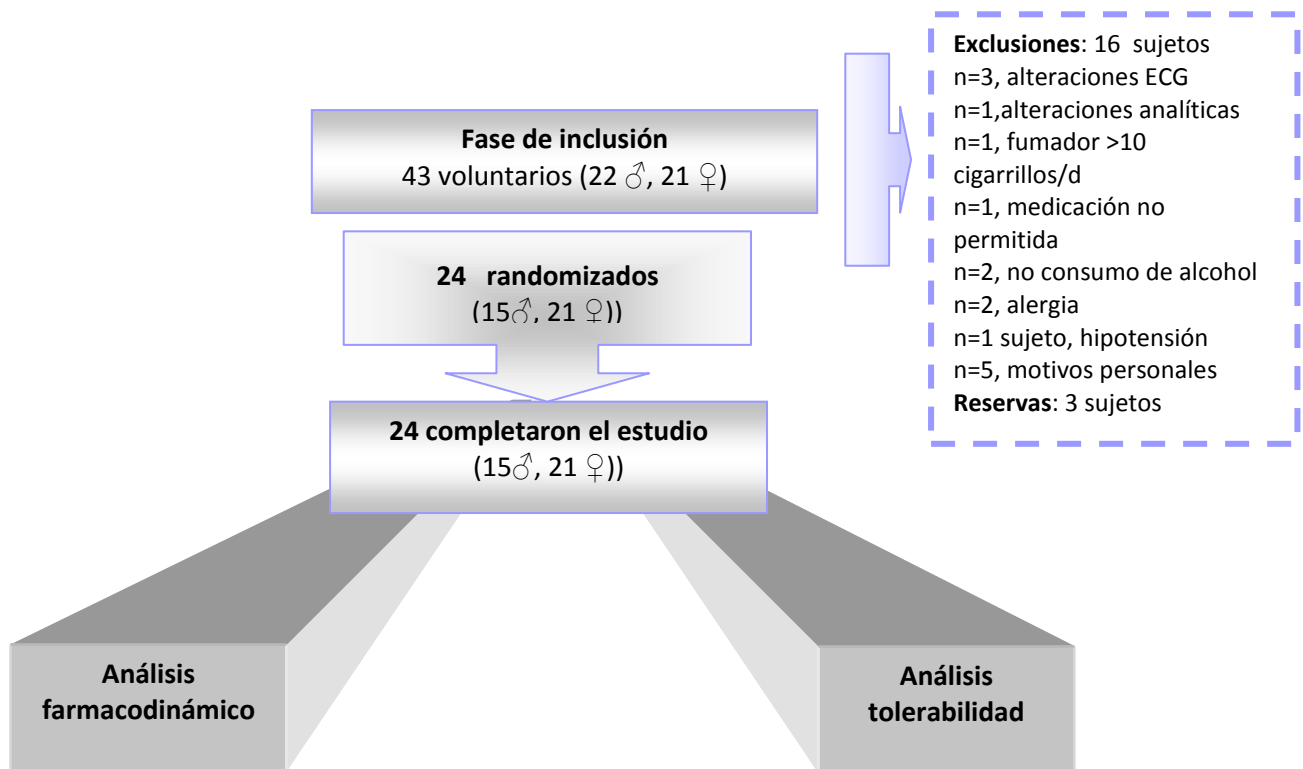 Fase de inclusión
43 voluntarios (22 ♂, 21 ♀)
Exclusiones: 16 sujetos
n=3, alteraciones ECG
n=1,alteraciones analíticas
n=1, fumador >10
cigarrillos/d
n=1, medicación no
permitida
n=2, no consumo de alcohol
n=2, alergia
n=1 sujeto, hipotensión
n=5, motivos personales
Reservas: 3 sujetos
24 randomizados
(15♂, 21 ♀))
24 completaron el estudio
(15♂, 21 ♀))
Análisis
farmacodinámico
Análisis
tolerabilidad